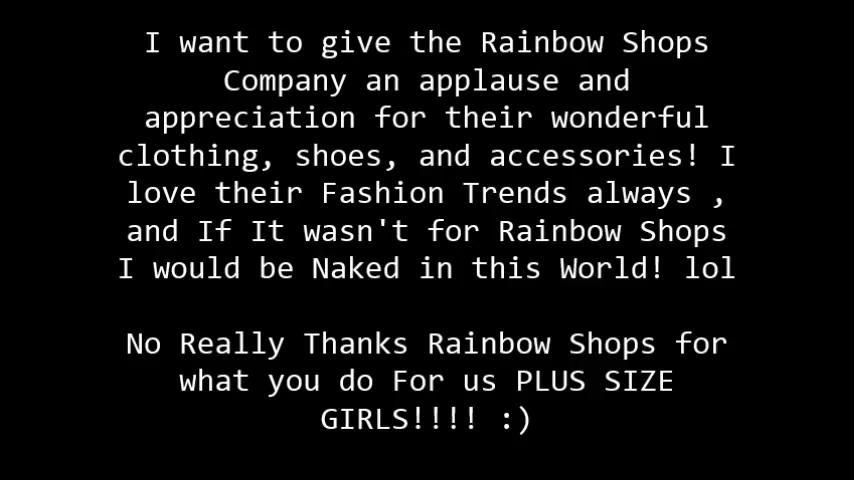 I want to give the Rainbow Shops
Company an applause and
appreciation for their wonderful
clothing, shoes, and accessories! I
love their Fashion Trends always ,
and If It wasn't for Rainbow Shops
I would be Naked in this World! lol
No Really Thanks Rainbow Shops for
what you do For us PLUS SIZE
GIRLS!!!! :)